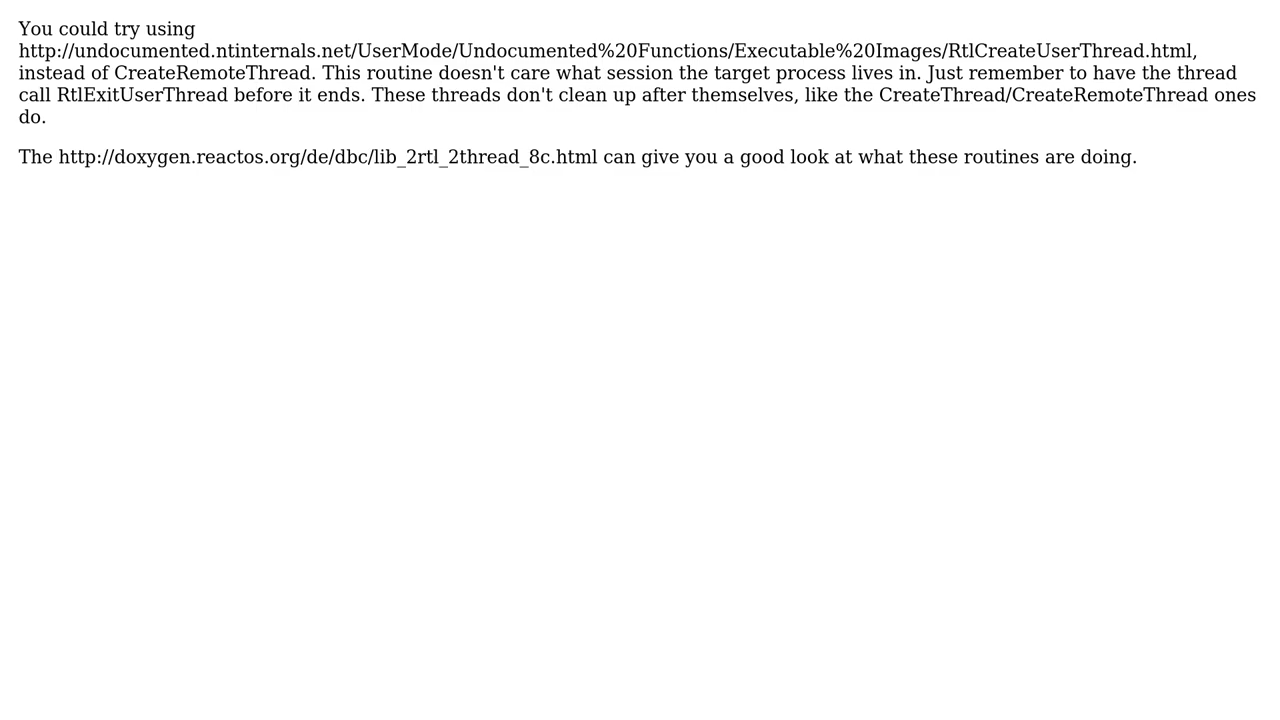 You could try using
http://undocumented.ntinternals.net/UserMode/Undocumented%20Functions/Executable%20Images/RtlCreateUserThread.html,
instead of CreateRemoteThread. This routine doesn't care what session the target process lives in. Just remember to have the thread
call RtlExitUserThread before it ends. These threads don't clean up after themselves, like the CreateThread/CreateRemoteThread ones
do.
The http://doxygen.reactos.org/de/dbc/lib_2rtl_2thread_8c.html can give you a good look at what these routines are doing.